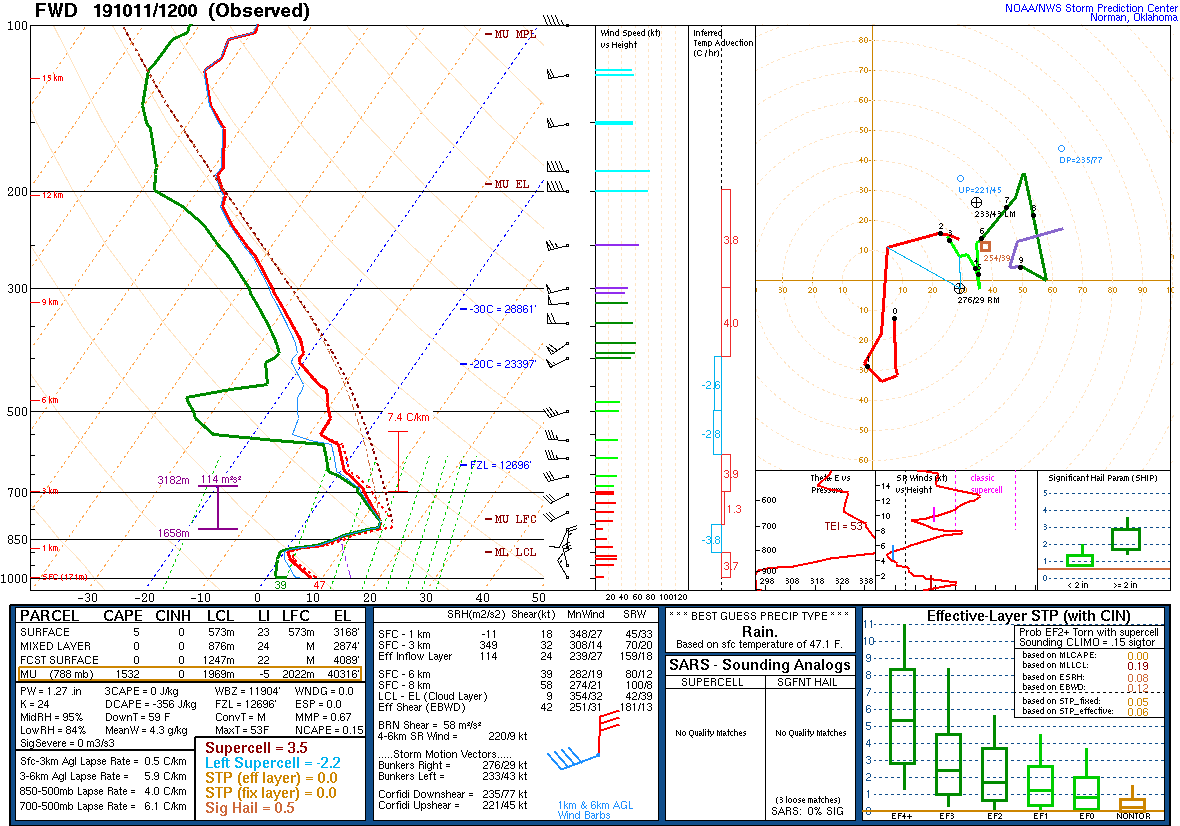 FWD 191011/1200 (Observed)
NOAA/NWS Storm Prediction Center
Norman, Oklahoma
100
200
300
400
500
700
850
1000
15 km
12 km
9 km
6 km
3 km
1 km
SFC (171m)
MU MPL
MU EL
-30C = 28861'
-20C = 23397'
7.4 C/km
FZL = 12696'
3182m
114 m²s²
1658m
MU LFC
ML LCL
39
47
-30 -20 -10 0 10 20 30 40 50
Wind Speed (kt)
vs Height
20 40 60 80 100 120
Inferred
Temp Advection
(C /hr)
3.8
4.0
-2.6
-2.8
3.9
1.3
-3.8
3.7
80
70
60
50
40
30
20
10
30 20 10 10 20 30 40 50 60 70 80 90
10
20
30
40
50
60
DP=235/77
UP=221/45
233/43 LM
254/39
276/29 RM
0
1
2
3
4
5
6
7
8
9
Theta E vs
Pressure
TEI = 53
600
700
800
900
298 308 318 328 338
SR Winds (kt)
vs Height
classic
supercell
14
12
10
8
6
4
2
Significant Hail Param (SHIP)
5
4
3
2
1
0
< 2 in
>= 2 in
PARCEL CAPE CINH LCL LI LFC EL
SURFACE 5 0 573m 23 573m 3168'
MIXED LAYER 0 0 876m 24 M 2874'
FCST SURFACE 0 0 1247m 22 M 4089'
MU (788 mb) 1532 0 1969m -5 2022m 40316'
PW = 1.27 in 3CAPE = 0 J/kg WBZ = 11904' WNDG = 0.0
K = 24 DCAPE = -356 J/kg FZL = 12696' ESP = 0.0
MidRH = 95% DownT = 59 F ConvT = M MMP = 0.67
LowRH = 84% MeanW = 4.3 g/kg MaxT = 53F NCAPE = 0.15
SigSevere = 0 m3/s3
Sfc-3km Agl Lapse Rate = 0.5 C/km
3-6km Agl Lapse Rate = 5.9 C/km
850-500mb Lapse Rate = 4.0 C/km
700-500mb Lapse Rate = 6.1 C/km
Supercell = 3.5
Left Supercell = -2.2
STP (eff layer) = 0.0
STP (fix layer) = 0.0
Sig Hail = 0.5
SRH(m2/s2) Shear(kt) MnWind SRW
SFC - 1 km -11 18 348/27 45/33
SFC - 3 km 349 32 308/14 70/20
Eff Inflow Layer 114 24 239/27 159/18
SFC - 6 km 39 282/19 80/12
SFC - 8 km 58 274/21 100/8
LCL - EL (Cloud Layer) 9 354/32 42/39
Eff Shear (EBWD) 42 251/31 181/13
BRN Shear = 58 m²/s²
4-6km SR Wind = 220/9 kt
.....Storm Motion Vectors.....
Bunkers Right = 276/29 kt
Bunkers Left = 233/43 kt
Corfidi Downshear = 235/77 kt
Corfidi Upshear = 221/45 kt
1km & 6km AGL
Wind Barbs
* * * BEST GUESS PRECIP TYPE * * *
Rain.
Based on sfc temperature of 47.1 F.
SARS - Sounding Analogs
SUPERCELL SGFNT HAIL
No Quality Matches No Quality Matches
(3 loose matches)
SARS: 0% SIG
Effective-Layer STP (with CIN)
11
10
9
8
7
6
5
4
3
2
1
0
Prob EF2+ Torn with supercell
Sounding CLIMO = .15 sigtor
based on MLCAPE: 0.00
based on MLLCL: 0.19
based on ESRH: 0.08
based on EBWD: 0.12
based on STP_fixed: 0.05
based on STP_effective: 0.06
EF4+ EF3 EF2 EF1 EF0 NONTOR